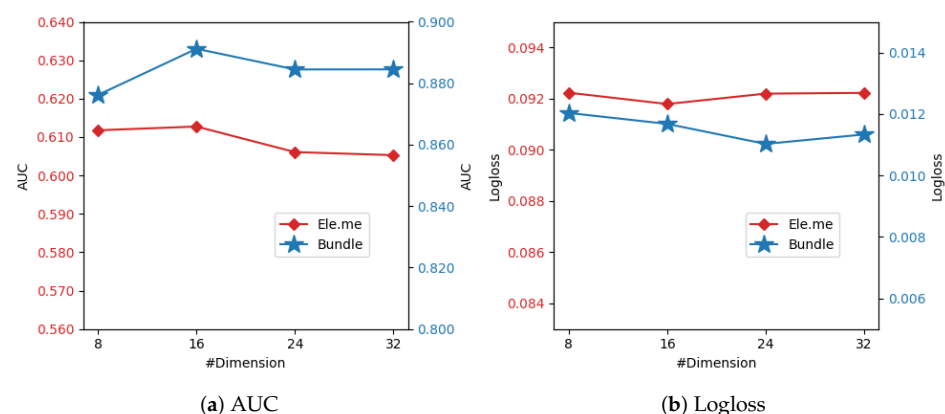 0.640
0.630
0.620
0.610
0.600
0.590
0.580
0.570
0.560
AUC
8
16
24
32
#Dimension
0.900
0.880
0.860
0.840
0.820
0.800
AUC
Ele.me
Bundle
(a) AUC
0.094
0.092
0.090
0.088
0.086
0.084
Logloss
8
16
24
32
#Dimension
0.014
0.012
0.010
0.008
0.006
Logloss
Ele.me
Bundle
(b) Logloss